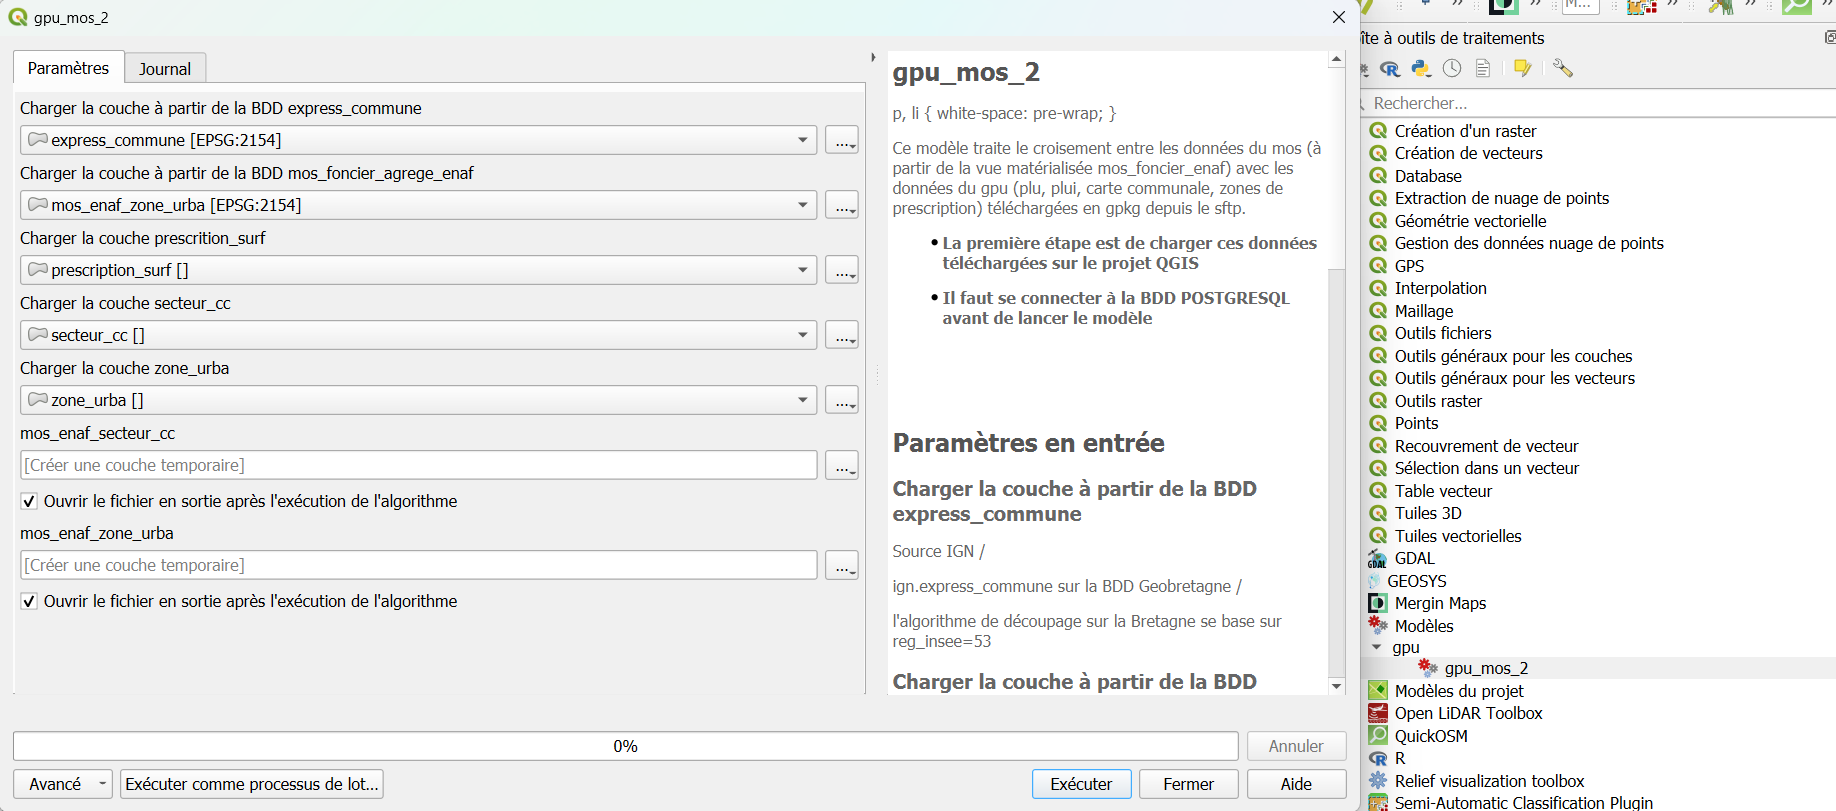 gpu_mos_2
Paramètres
Journal
Charger la couche à partir de la BDD express_commune
express_commune [EPSG:2154]
...
Charger la couche à partir de la BDD mos_foncier_agrege_enaf
mos_enaf_zone_urba [EPSG:2154]
...
Charger la couche prescrition_surf
prescription_surf []
...
Charger la couche secteur_cc
secteur_cc []
...
Charger la couche zone_urba
zone_urba []
...
mos_enaf_secteur_cc
[Créer une couche temporaire]
...
Ouvrir le fichier en sortie après l'exécution de l'algorithme
mos_enaf_zone_urba
[Créer une couche temporaire]
...
Ouvrir le fichier en sortie après l'exécution de l'algorithme
gpu_mos_2
p, li { white-space: pre-wrap; }
Ce modèle traite le croisement entre les données du mos (à
partir de la vue matérialisée mos_foncier_enaf) avec les
données du gpu (plu, plui, carte communale, zones de
prescription) téléchargées en gpkg depuis le sftp.
• La première étape est de charger ces données
téléchargées sur le projet QGIS
• Il faut se connecter à la BDD POSTGRESQL
avant de lancer le modèle
Paramètres en entrée
Charger la couche à partir de la BDD
express_commune
Source IGN /
ign.express_commune sur la BDD Geobretagne /
l'algorithme de découpage sur la Bretagne se base sur
reg_insee=53
Charger la couche à partir de la BDD
0%
Annuler
Avancé
Exécuter comme processus de lot...
Exécuter
Fermer
Aide
M...
îte à outils de traitements
Rechercher...
Création d'un raster
Création de vecteurs
Database
Extraction de nuage de points
Géométrie vectorielle
Gestion des données nuage de points
GPS
Interpolation
Maillage
Outils fichiers
Outils généraux pour les couches
Outils généraux pour les vecteurs
Outils raster
Points
Recouvrement de vecteur
Sélection dans un vecteur
Table vecteur
Tuiles 3D
Tuiles vectorielles
GDAL
GEOSYS
Mergin Maps
Modèles
gpu
gpu_mos_2
Modèles du projet
Open LiDAR Toolbox
QuickOSM
R
Relief visualization toolbox
Semi-Automatic Classification Plugin